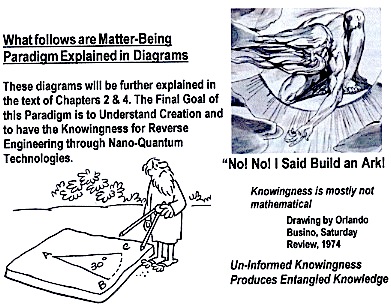 What follows are Matter-Being
Paradigm Explained in Diagrams
These diagrams will be further explained in
the text of Chapters 2 & 4. The Final Goal of
this Paradigm is to Understand Creation and
to have the Knowingness for Reverse
Engineering through Nano-Quantum
Technologies.
"No! No! I Said Build an Ark!
Knowingness is mostly not
mathematical
Drawing by Orlando
Busino, Saturday
Review, 1974
Un-Informed Knowingness
Produces Entangled Knowledge
A
30°
B
C